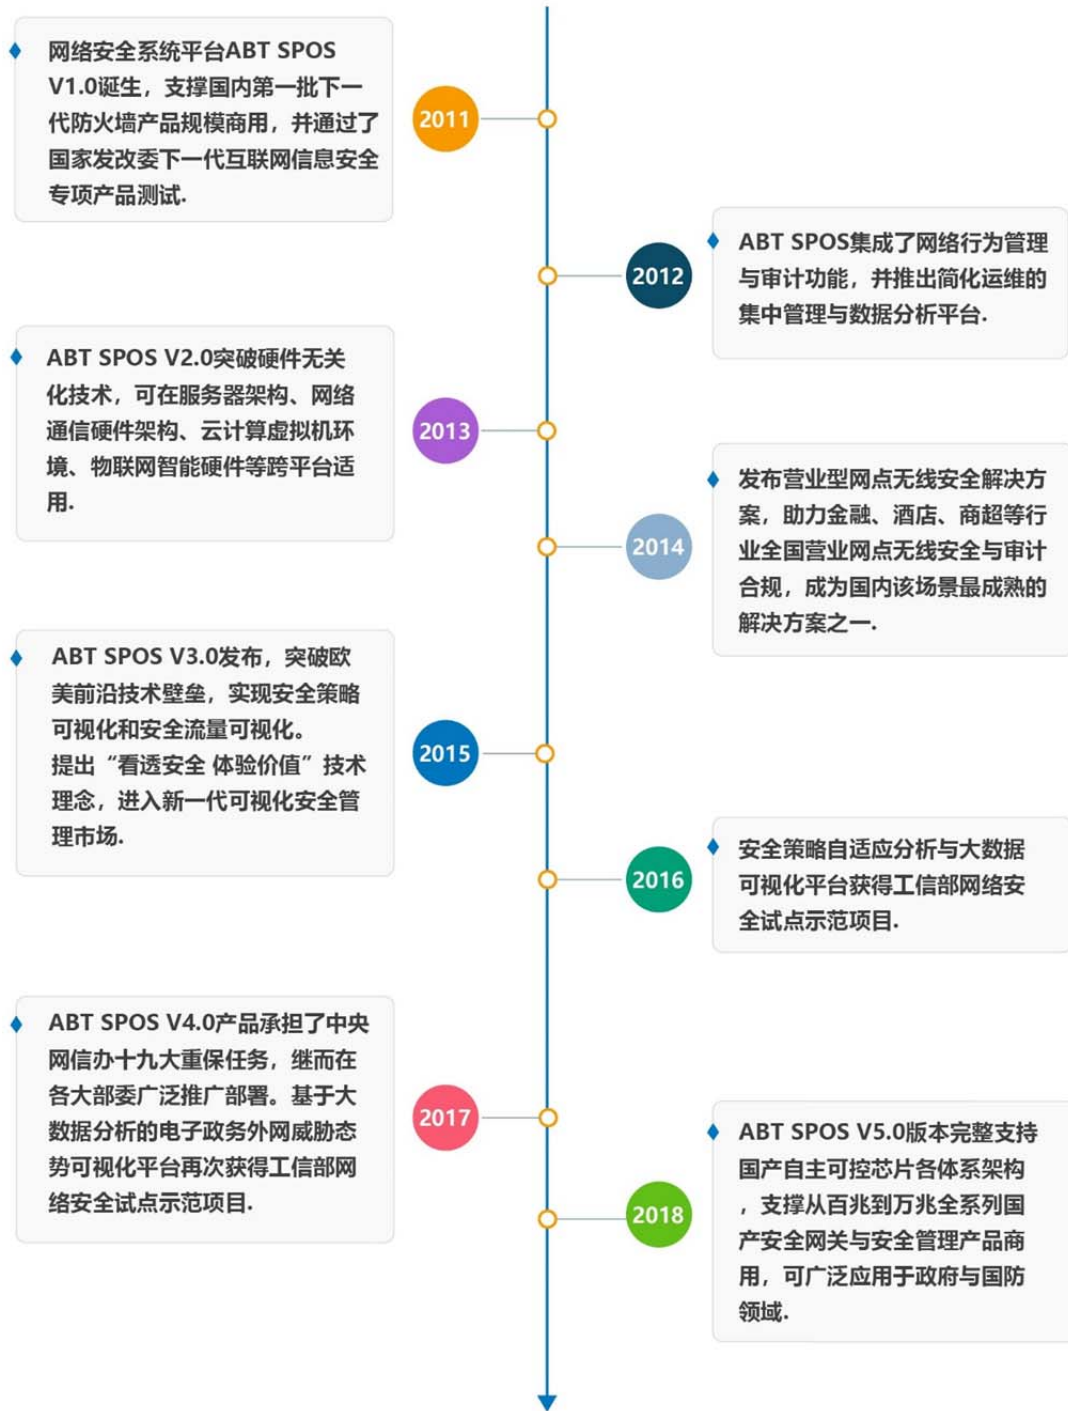 网络安全系统平台ABT SPOS
V1.0诞生，支撑国内第一批下一
代防火墙产品规模商用，并通过了
国家发改委下一代互联网信息安全
专项产品测试.
2011
2012
ABT SPOS集成了网络行为管理
与审计功能，并推出简化运维的
集中管理与数据分析平台.
ABT SPOS V2.0突破硬件无关
化技术，可在服务器架构、网络
通信硬件架构、云计算虚拟机环
境、物联网智能硬件等跨平台适
用.
2013
2014
发布营业型网点无线安全解决方
案，助力金融、酒店、商超等行
业全国营业网点无线安全与审计
合规，成为国内该场景最成熟的
解决方案之一.
ABT SPOS V3.0发布，突破欧
美前沿技术壁垒，实现安全策略
可视化和安全流量可视化。
提出“看透安全 体验价值”技术
理念，进入新一代可视化安全管
理市场.
2015
2016
安全策略自适应分析与大数据
可视化平台获得工信部网络安
全试点示范项目.
ABT SPOS V4.0产品承担了中央
网信办十九大重保任务，继而在
各大部委广泛推广部署。基于大
数据分析的电子政务外网威胁态
势可视化平台再次获得工信部网
络安全试点示范项目.
2017
2018
ABT SPOS V5.0版本完整支持
国产自主可控芯片各体系架构
，支撑从百兆到万兆全系列国
产安全网关与安全管理产品商
用，可广泛应用于政府与国防
领域.